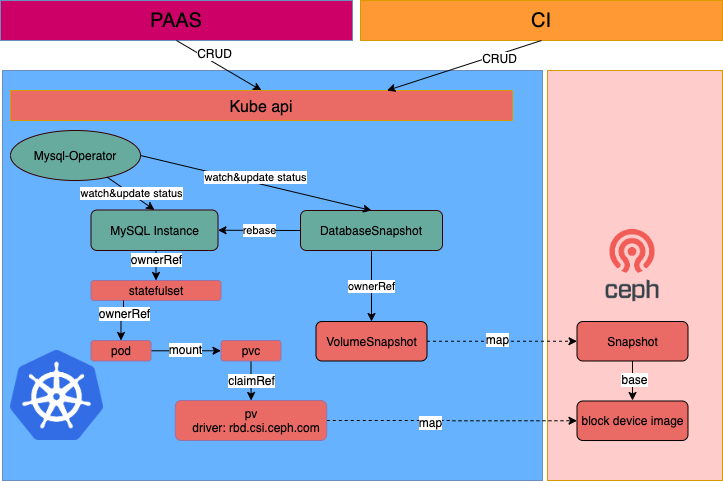 PAAS
CI
CRUD
CRUD
Kube api
Mysql-Operator
watch&update status
watch&update status
MySQL Instance
rebase
DatabaseSnapshot
ownerRef
statefulset
ownerRef
ownerRef
pod
mount
pvc
VolumeSnapshot
map
ceph
Snapshot
claimRef
base
pv
driver: rbd.csi.ceph.com
map
block device image